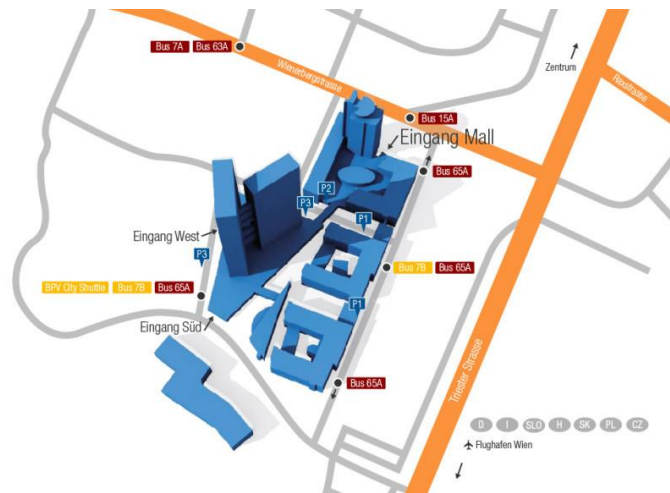 Bus 7A Bus 63A
Wienerbergstrasse
Zentrum
Raxstrasse
Bus 15A
Eingang Mall
Bus 65A
P2
P3
P1
Eingang West
P3
Bus 7B Bus 65A
BPV City Shuttle Bus 7B Bus 65A
P1
Eingang Süd
Triester Strasse
Bus 65A
D I SLO H SK PL CZ
Flughafen Wien